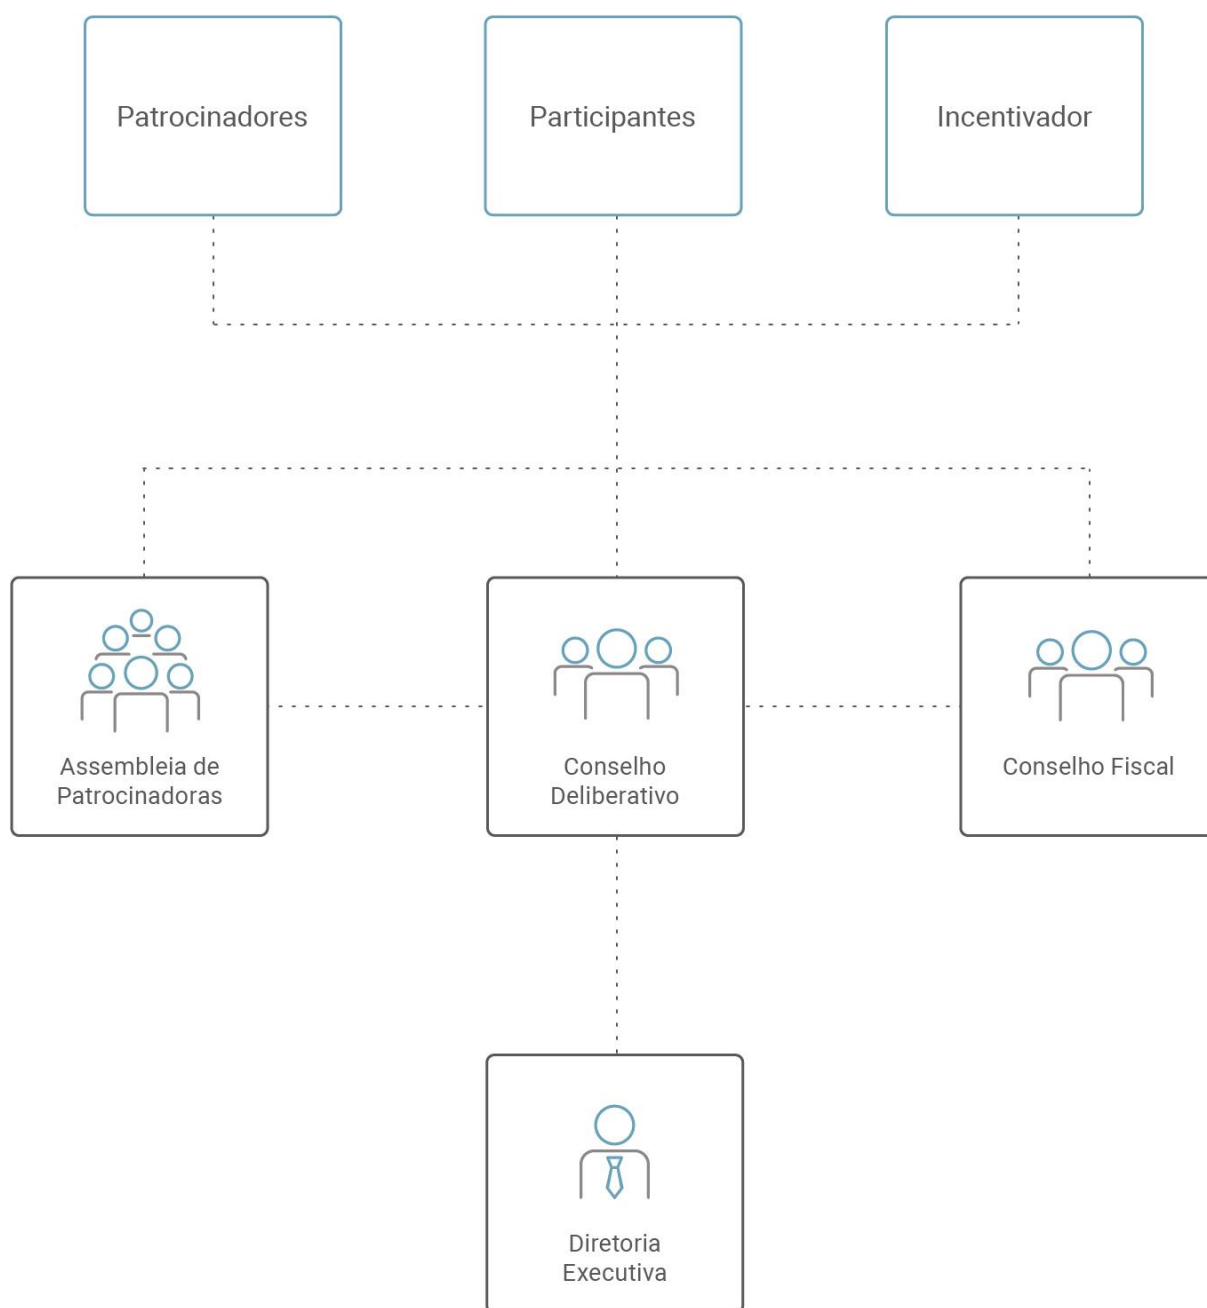 Patrocinadores
Participantes
Incentivador
Assembleia de
Patrocinadoras
Conselho
Deliberativo
Conselho Fiscal
Diretoria
Executiva